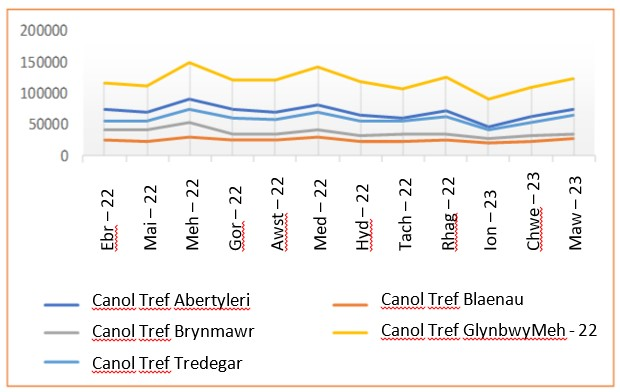 200000
150000
100000
50000
0
Ebr – 22
Mai – 22
Meh – 22
Gor – 22
Awst – 22
Med – 22
Hyd – 22
Tach – 22
Rhag – 22
Ion – 23
Chwe – 23
Maw – 23
Canol Tref Abertyleri
Canol Tref Blaenau
Canol Tref Brynmawr
Canol Tref GlynbwyMeh - 22
Canol Tref Tredegar